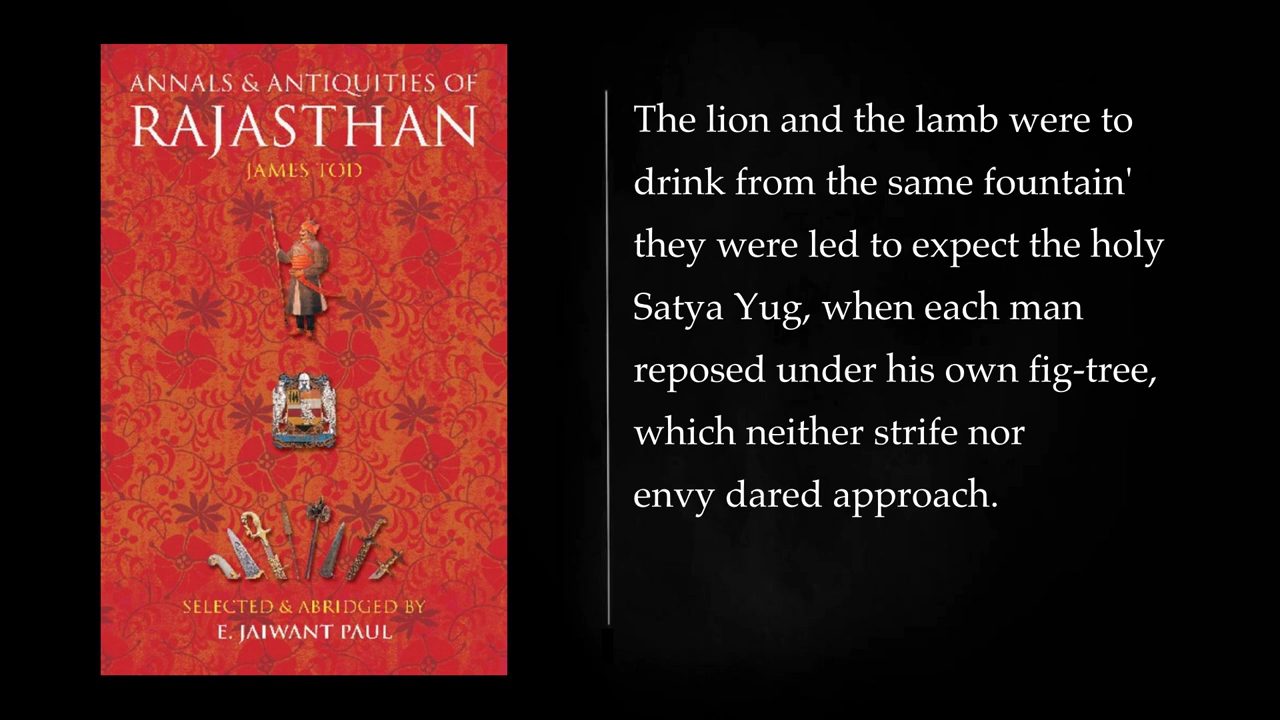 ANNALS & ANTIQUITIES OF
RAJASTHAN
JAMES TOD
SELECTED & ABRIDGED BY
E. JAIWANT PAUL
The lion and the lamb were to
drink from the same fountain'
they were led to expect the holy
Satya Yug, when each man
reposed under his own fig-tree,
which neither strife nor
envy dared approach.